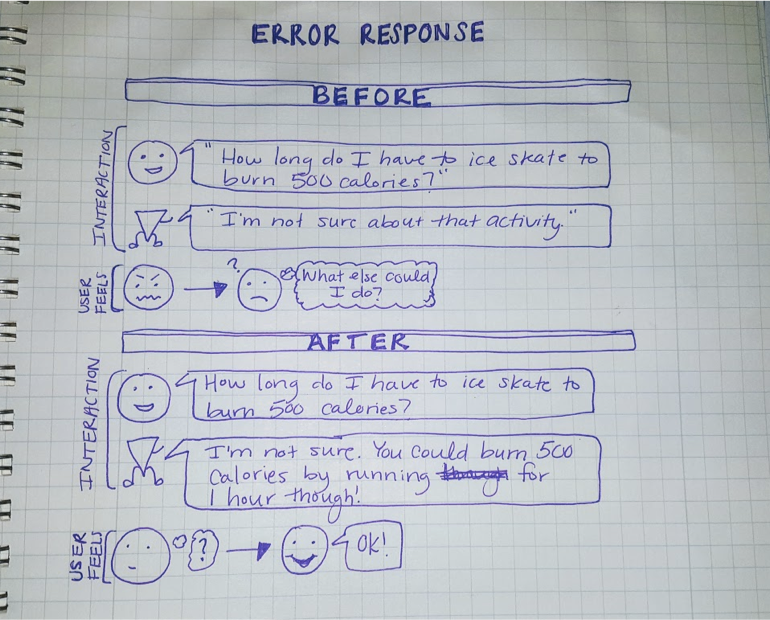 ERROR RESPONSE
BEFORE
INTERACTION
"How long do I have to ice skate to
burn 500 calories?"
"I'm not sure about that activity."
USER
FEELS
?
What else could
I do?
AFTER
INTERACTION
How long do I have to ice skate to
burn 500 calories?
I'm not sure. You could burn 500
calories by running for
1 hour though!
USER
FEELS
?
OK!